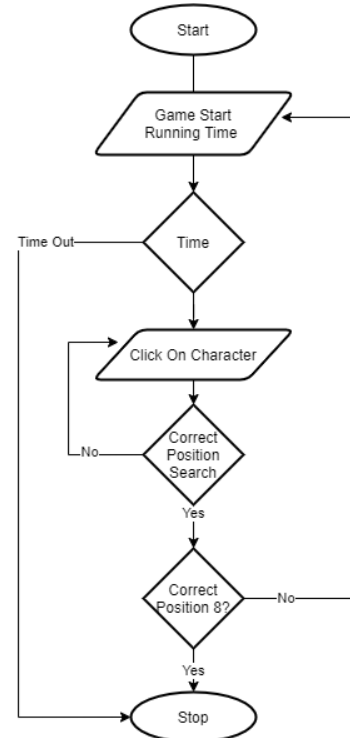 Start
Game Start
Running Time
Time Out
Time
Click On Character
Correct
Position
Search
No
Yes
Correct
Position 8?
No
Yes
Stop